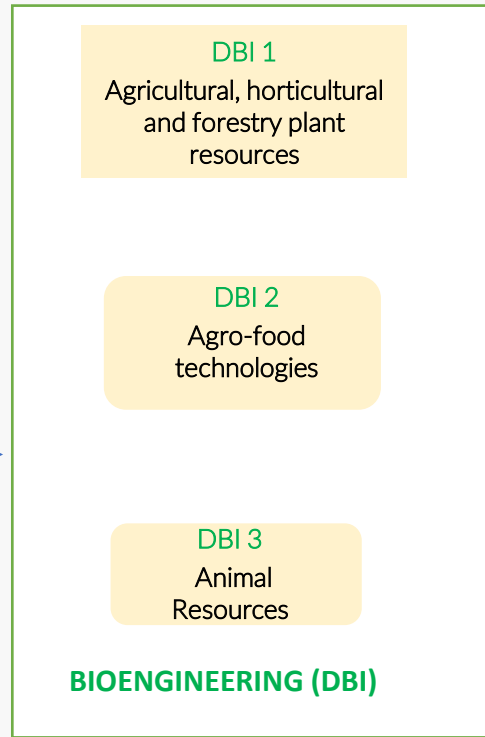 DBI 1
Agricultural, horticultural
and forestry plant
resources
DBI 2
Agro-food
technologies
DBI 3
Animal
Resources
BIOENGINEERING (DBI)